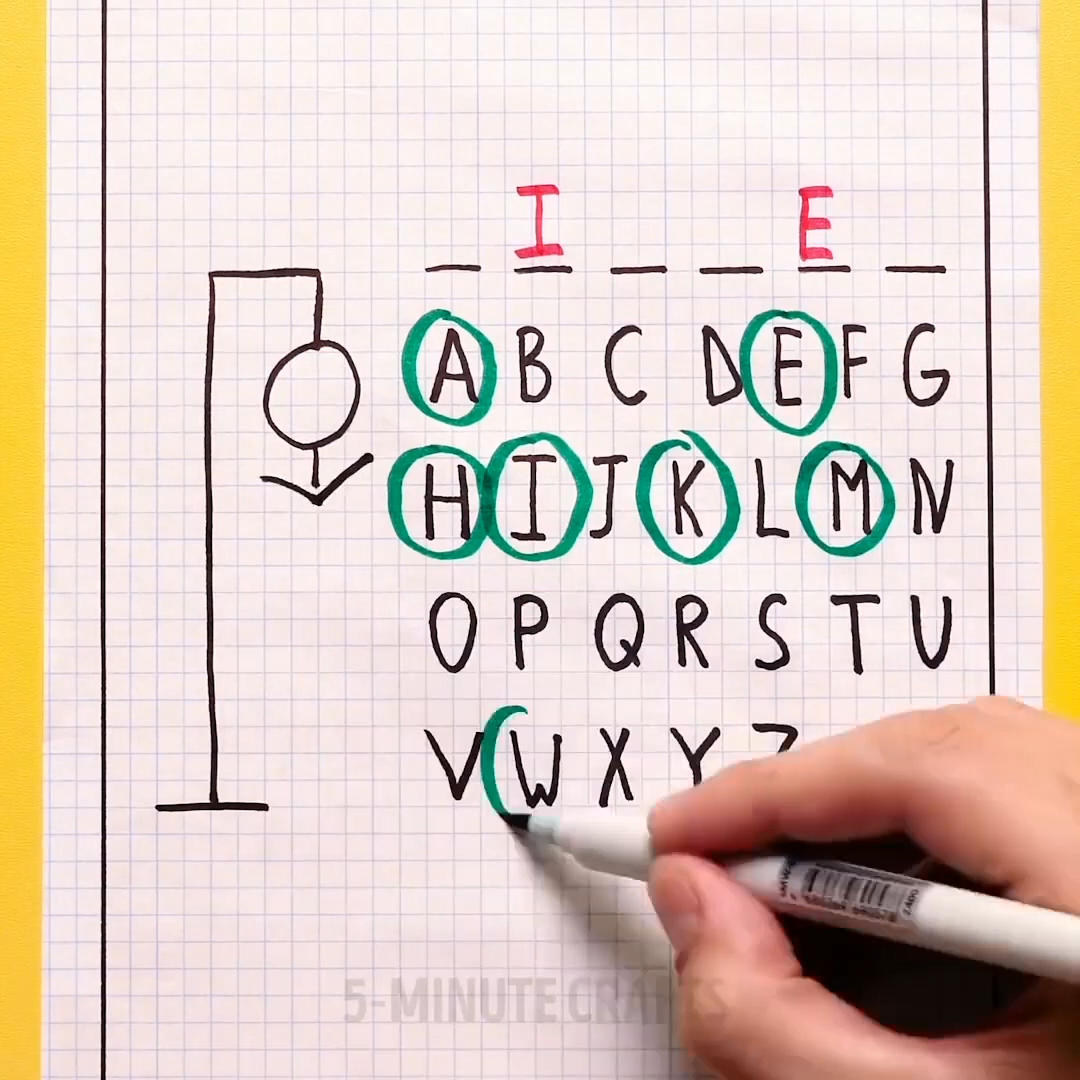 _ I _ _ E _
A B C D E F G
H I J K L M N
O P Q R S T U
V W X Y Z
5-MINUTE CRAFTS